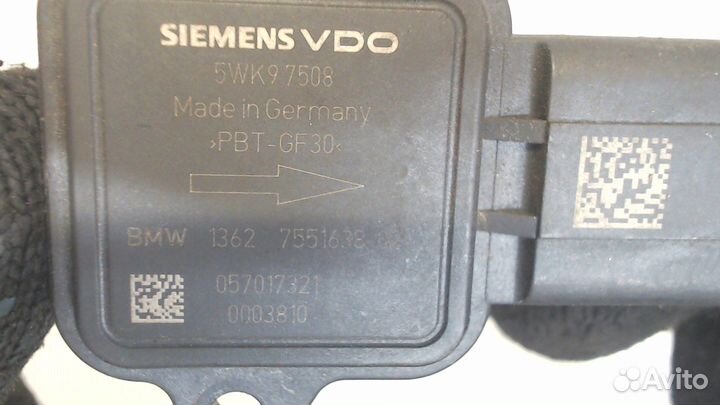 SIEMENS VDO
5WK9 7508
Made in Germany
>PBT-GF30<
BMW 1362 7551638
057017321
0003810
Avito